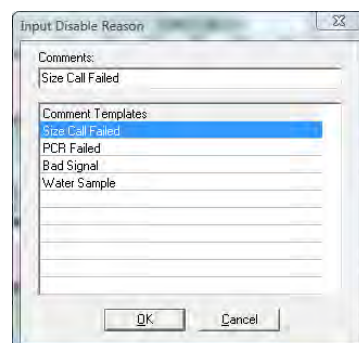 Input Disable Reason
Comments:
Size Call Failed
Comment Templates
Size Call Failed
PCR Failed
Bad Signal
Water Sample
OK Cancel